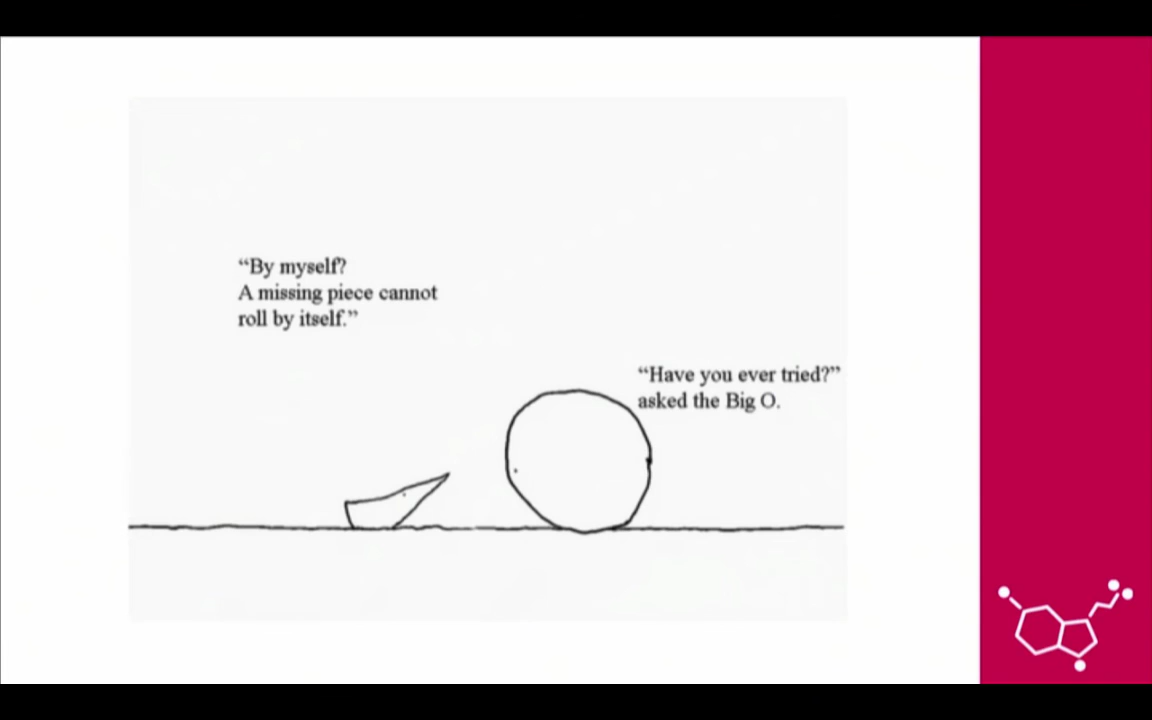 “By myself?
A missing piece cannot
roll by itself.”
“Have you ever tried?”
asked the Big O.